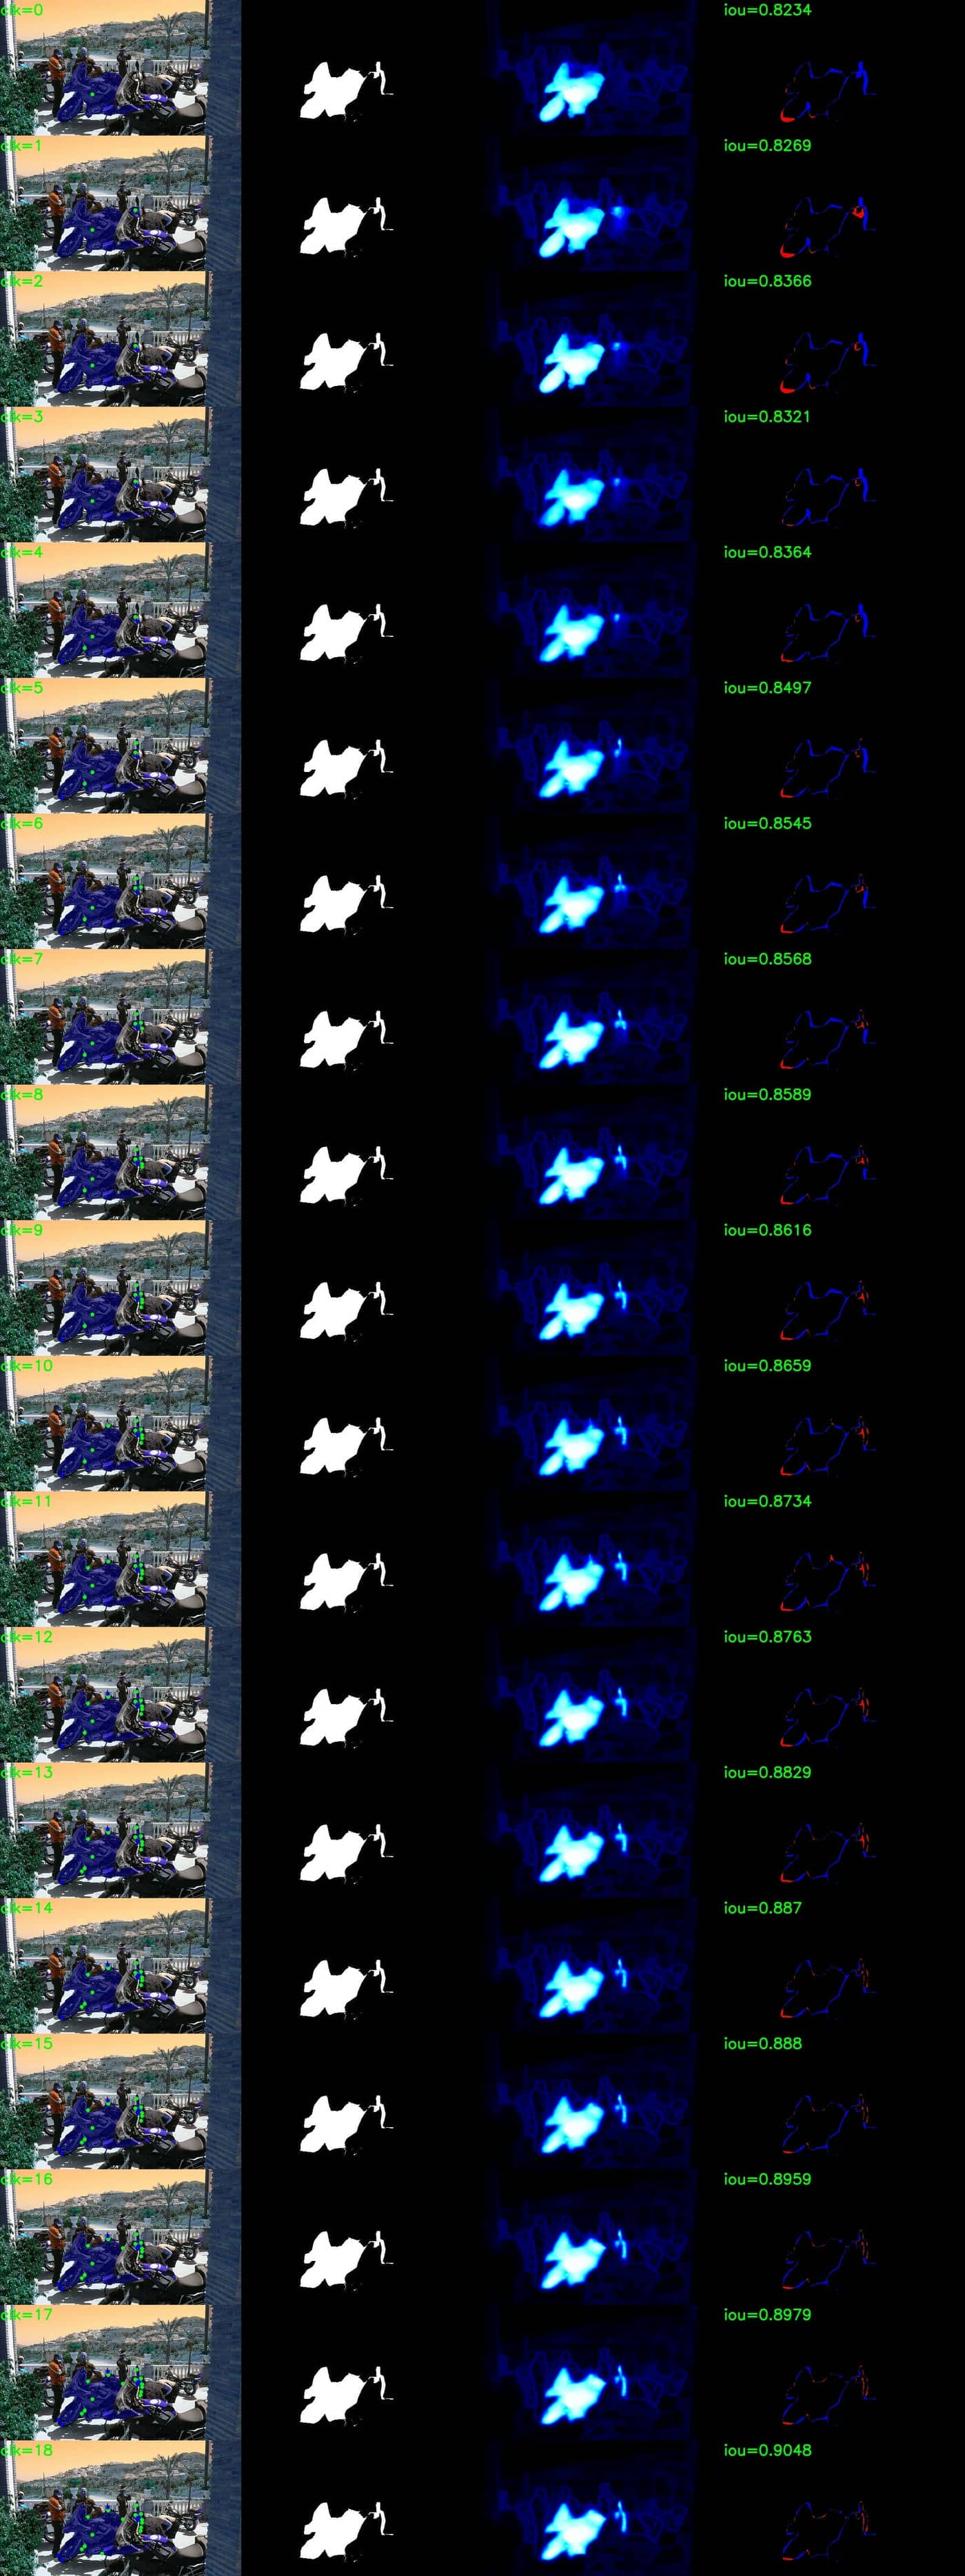 clk=0 iou=0.8234
clk=1 iou=0.8269
clk=2 iou=0.8366
clk=3 iou=0.8321
clk=4 iou=0.8364
clk=5 iou=0.8497
clk=6 iou=0.8545
clk=7 iou=0.8568
clk=8 iou=0.8589
clk=9 iou=0.8616
clk=10 iou=0.8659
clk=11 iou=0.8734
clk=12 iou=0.8763
clk=13 iou=0.8829
clk=14 iou=0.887
clk=15 iou=0.888
clk=16 iou=0.8959
clk=17 iou=0.8979
clk=18 iou=0.9048